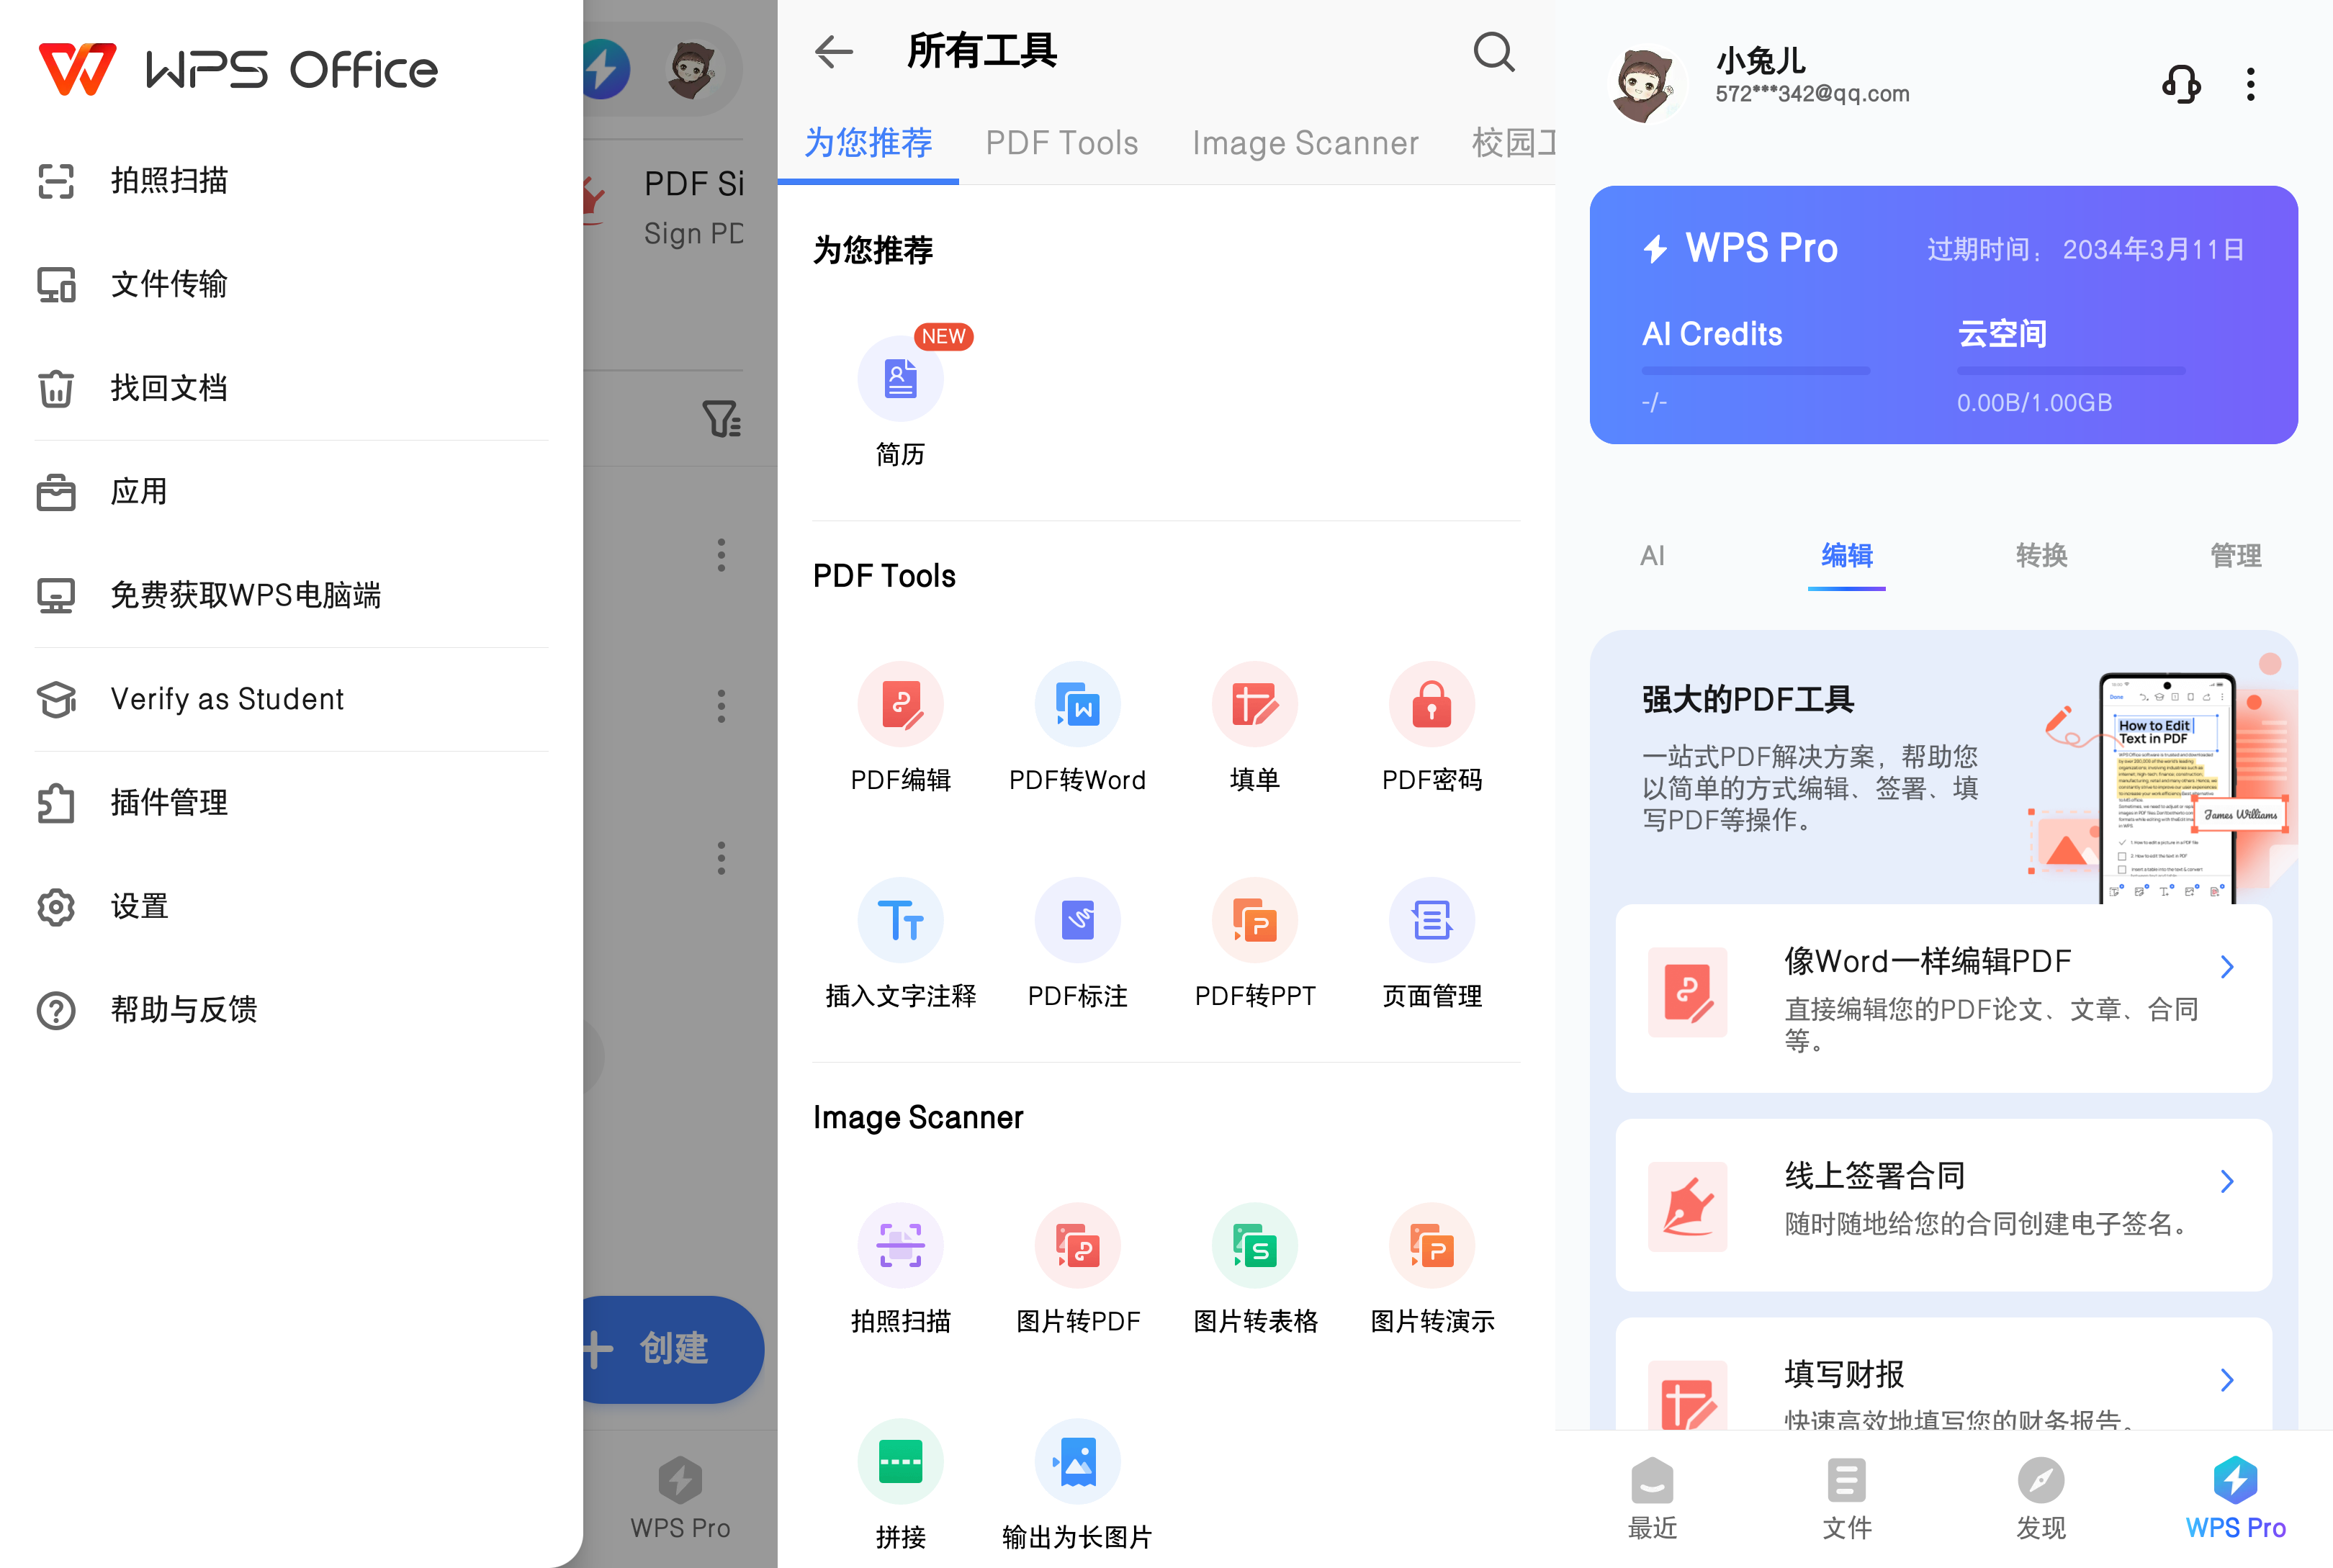 WPS Office
拍照扫描
文件传输
找回文档
应用
免费获取WPS电脑端
Verify as Student
插件管理
设置
帮助与反馈
PDF Si
Sign PD
创建
WPS Pro
所有工具
为您推荐
PDF Tools
Image Scanner
校园工
为您推荐
NEW
简历
PDF Tools
PDF编辑
PDF转Word
填单
PDF密码
插入文字注释
PDF标注
PDF转PPT
页面管理
Image Scanner
拍照扫描
图片转PDF
图片转表格
图片转演示
拼接
输出为长图片
小兔儿
572***342@qq.com
WPS Pro
过期时间： 2034年3月11日
AI Credits
云空间
-/-
0.00B/1.00GB
AI
编辑
转换
管理
强大的PDF工具
一站式PDF解决方案，帮助您
以简单的方式编辑、签署、填
写PDF等操作。
Done
How to Edit
Text in PDF
James Williams
像Word一样编辑PDF
直接编辑您的PDF论文、文章、合同
等。
线上签署合同
随时随地给您的合同创建电子签名。
填写财报
快速高效地填写您的财务报告。
最近
文件
发现
WPS Pro